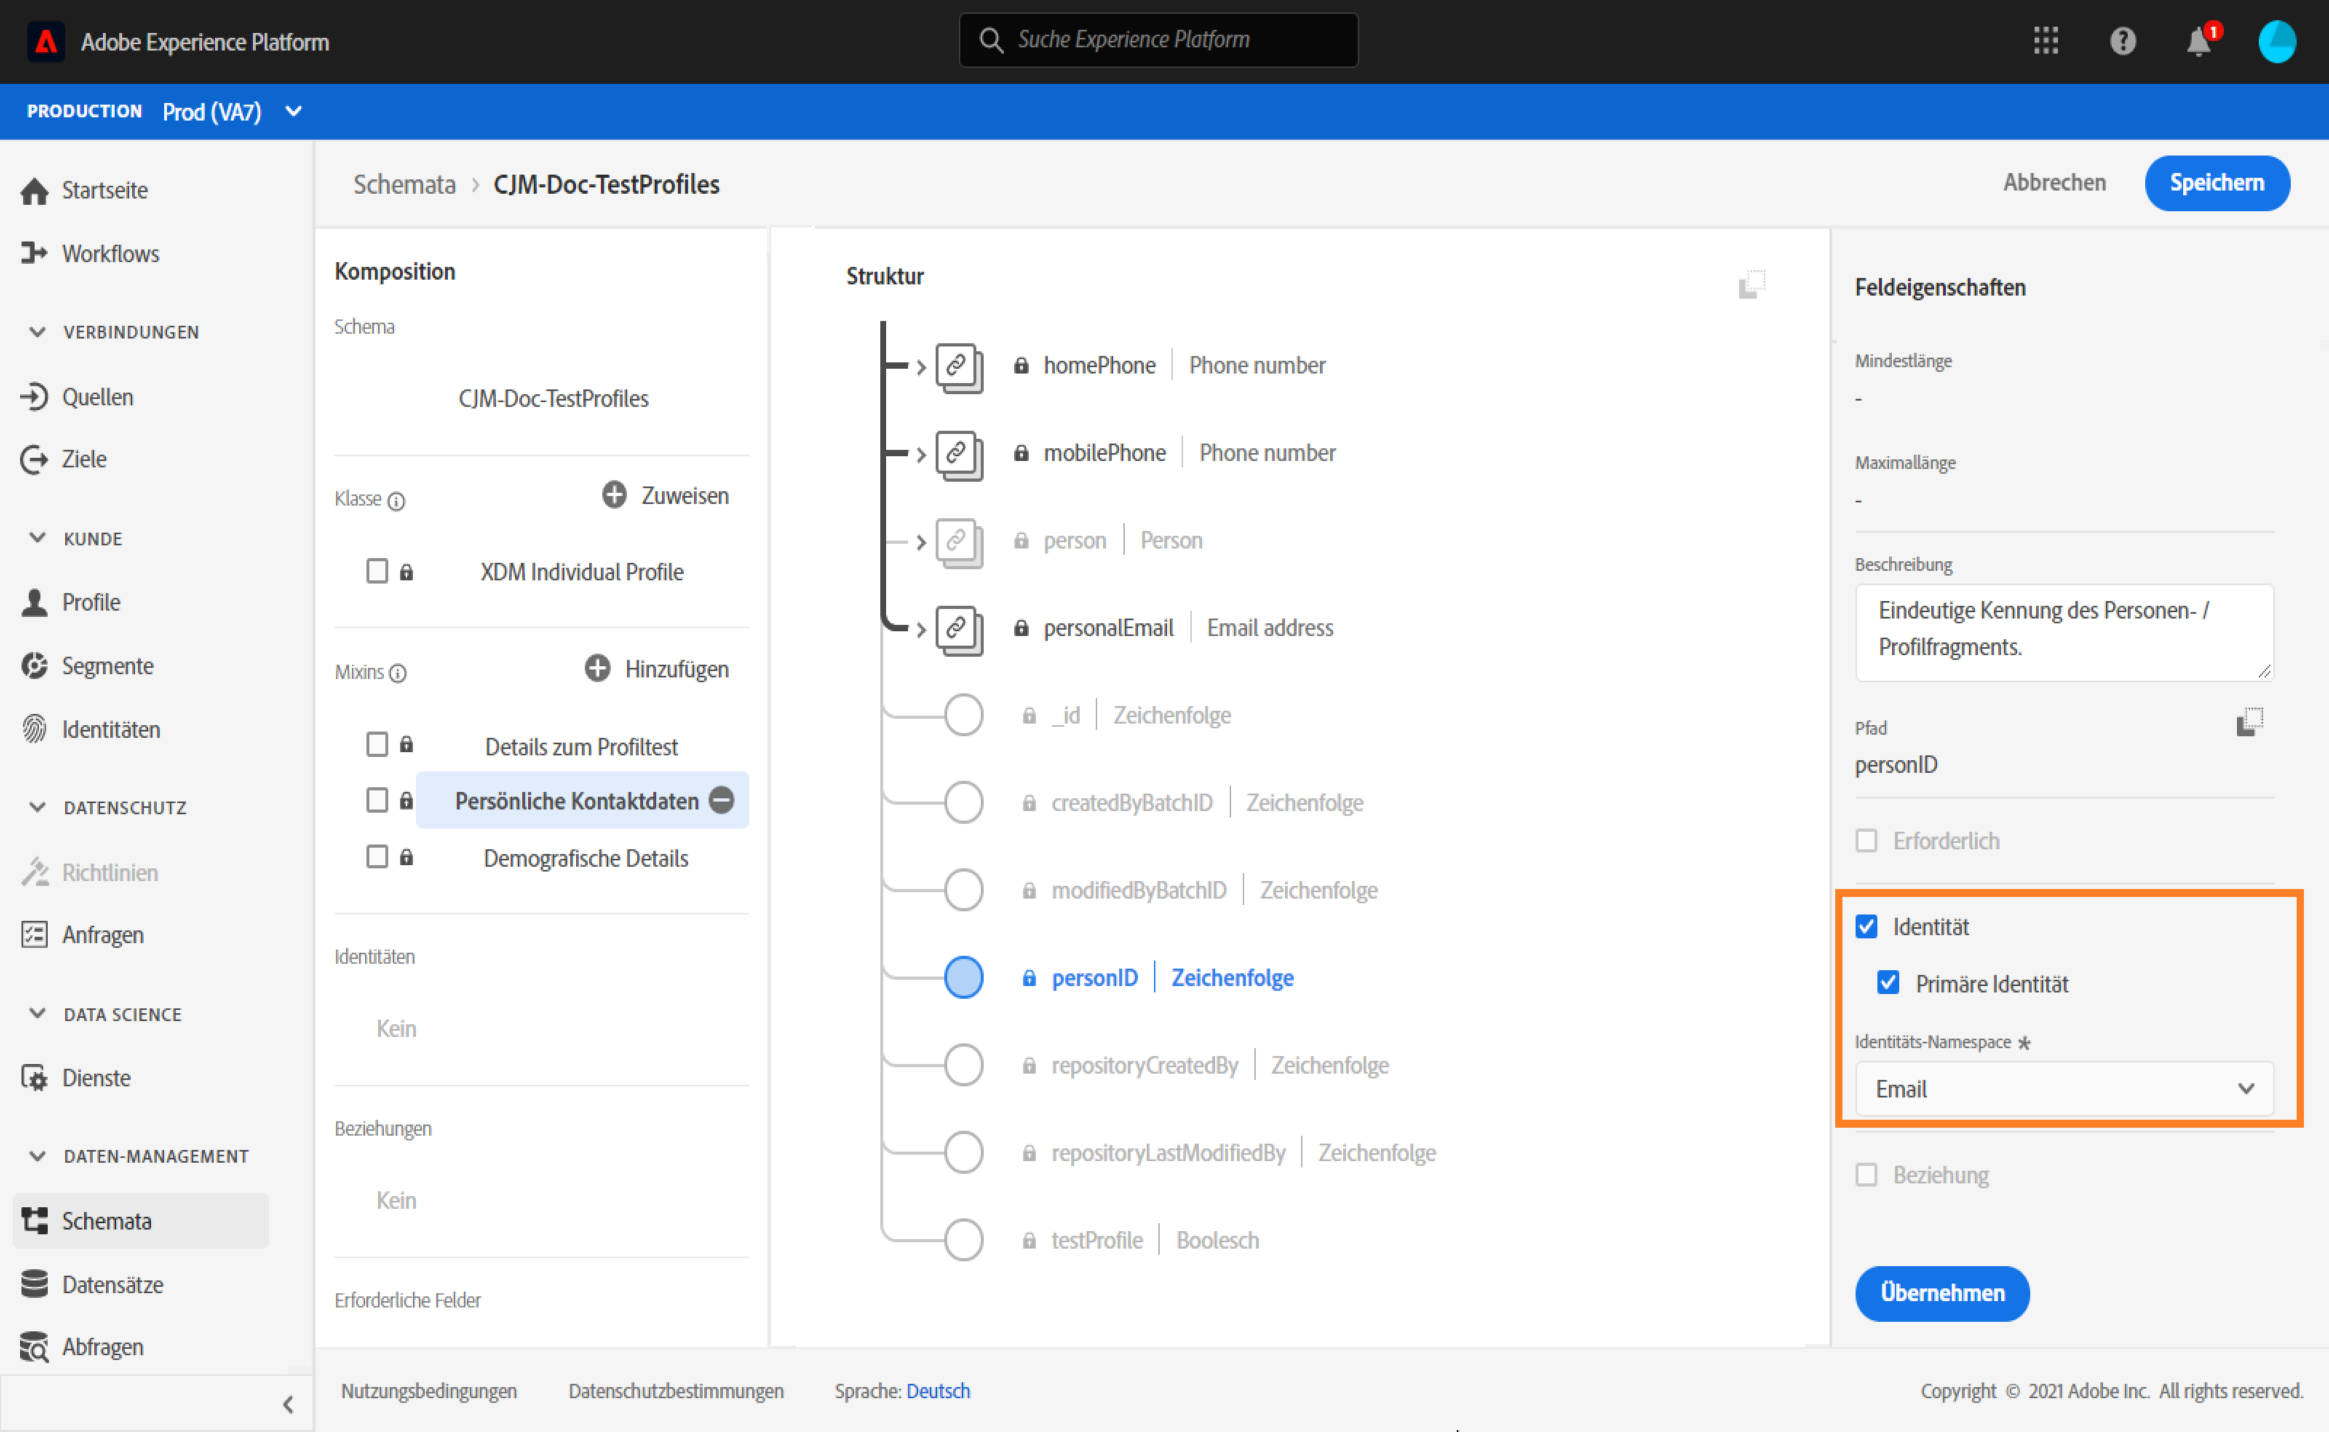 Adobe Experience Platform
Suche Experience Platform
1
PRODUCTION Prod (VA7)
Startseite
Workflows
VERBINDUNGEN
Quellen
Ziele
KUNDE
Profile
Segmente
Identitäten
DATENSCHUTZ
Richtlinien
Anfragen
DATA SCIENCE
Dienste
DATEN-MANAGEMENT
Schemata
Datensätze
Abfragen
Schemata > CJM-Doc-TestProfiles
Abbrechen
Speichern
Komposition
Schema
CJM-Doc-TestProfiles
Klasse
Zuweisen
XDM Individual Profile
Mixins
Hinzufügen
Details zum Profiltest
Persönliche Kontaktdaten
Demografische Details
Identitäten
Kein
Beziehungen
Kein
Erforderliche Felder
Struktur
homePhone | Phone number
mobilePhone | Phone number
person | Person
personalEmail | Email address
_id | Zeichenfolge
createdByBatchID | Zeichenfolge
modifiedByBatchID | Zeichenfolge
personID | Zeichenfolge
repositoryCreatedBy | Zeichenfolge
repositoryLastModifiedBy | Zeichenfolge
testProfile | Boolesch
Feldeigenschaften
Mindestlänge
-
Maximallänge
-
Beschreibung
Eindeutige Kennung des Personen- /
Profilfragments.
Pfad
personID
Erforderlich
Identität
Primäre Identität
Identitäts-Namespace *
Email
Beziehung
Übernehmen
Nutzungsbedingungen
Datenschutzbestimmungen
Sprache: Deutsch
Copyright © 2021 Adobe Inc. All rights reserved.